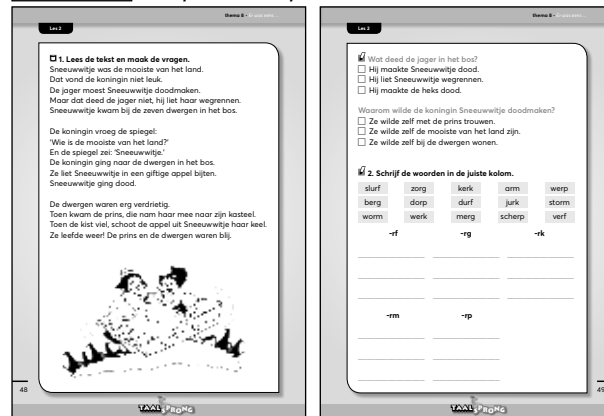 thema 8 -
Les 2
1. Lees de tekst en maak de vragen.
Sneeuwwitje was de mooiste van het land.
Dat vond de koningin niet leuk.
De jager moest Sneeuwwitje doodmaken.
Maar dat deed de jager niet, hij liet haar wegrennen.
Sneeuwwitje kwam bij de zeven dwergen in het bos.
De koningin vroeg de spiegel:
'Wie is de mooiste van het land?'
En de spiegel zei: 'Sneeuwwitje.'
De koningin ging naar de dwergen in het bos.
Ze liet Sneeuwwitje in een giftige appel bijten.
Sneeuwwitje ging dood.
De dwergen waren erg verdrietig.
Toen kwam de prins, die nam haar mee naar zijn kasteel.
Toen de kist viel, schoot de appel uit Sneeuwwitje haar keel.
Ze leefde weer! De prins en de dwergen waren blij.
48
TAALSPRONG
thema 8 -
Les 2
Wat deed de jager in het bos?
Hij maakte Sneeuwwitje dood.
Hij liet Sneeuwwitje wegrennen.
Hij maakte de heks dood.
Waarom wilde de koningin Sneeuwwitje doodmaken?
Ze wilde zelf met de prins trouwen.
Ze wilde zelf de mooiste van het land zijn.
Ze wilde zelf bij de dwergen wonen.
2. Schrijf de woorden in de juiste kolom.
slurf zorg kerk arm werp
berg dorp durf jurk storm
worm werk merg scherp verf
-rf -rg -rk
-rm -rp
49
TAALSPRONG